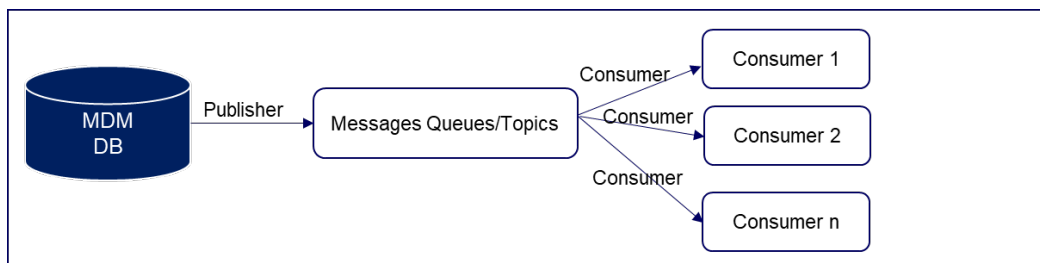 MDM
DB
Publisher
Messages Queues/Topics
Consumer
Consumer 1
Consumer
Consumer 2
Consumer
Consumer n